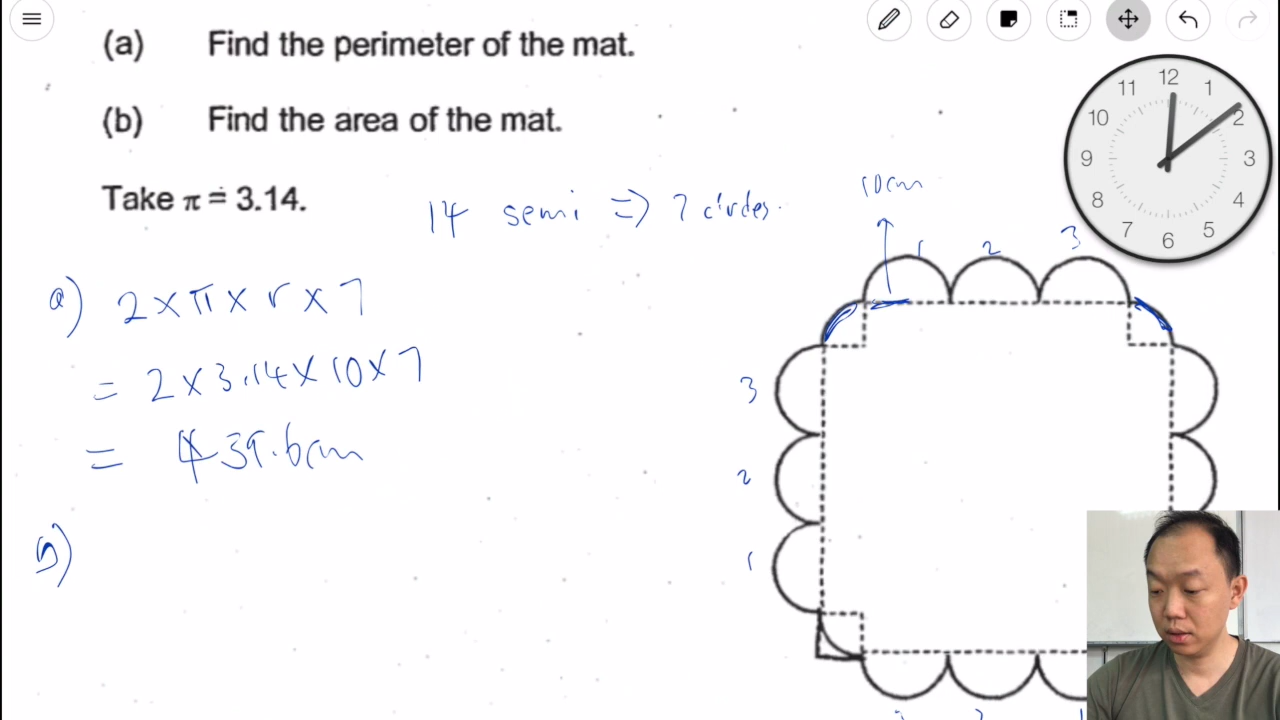 (a) Find the perimeter of the mat.
(b) Find the area of the mat.
Take π = 3.14.
14 semi => 7 circles.
10cm
a) 2 × π × r × 7
= 2 × 3.14 × 10 × 7
= 439.6cm
b)
1 2 3
3
2
1
12
1
2
3
4
5
6
7
8
9
10
11